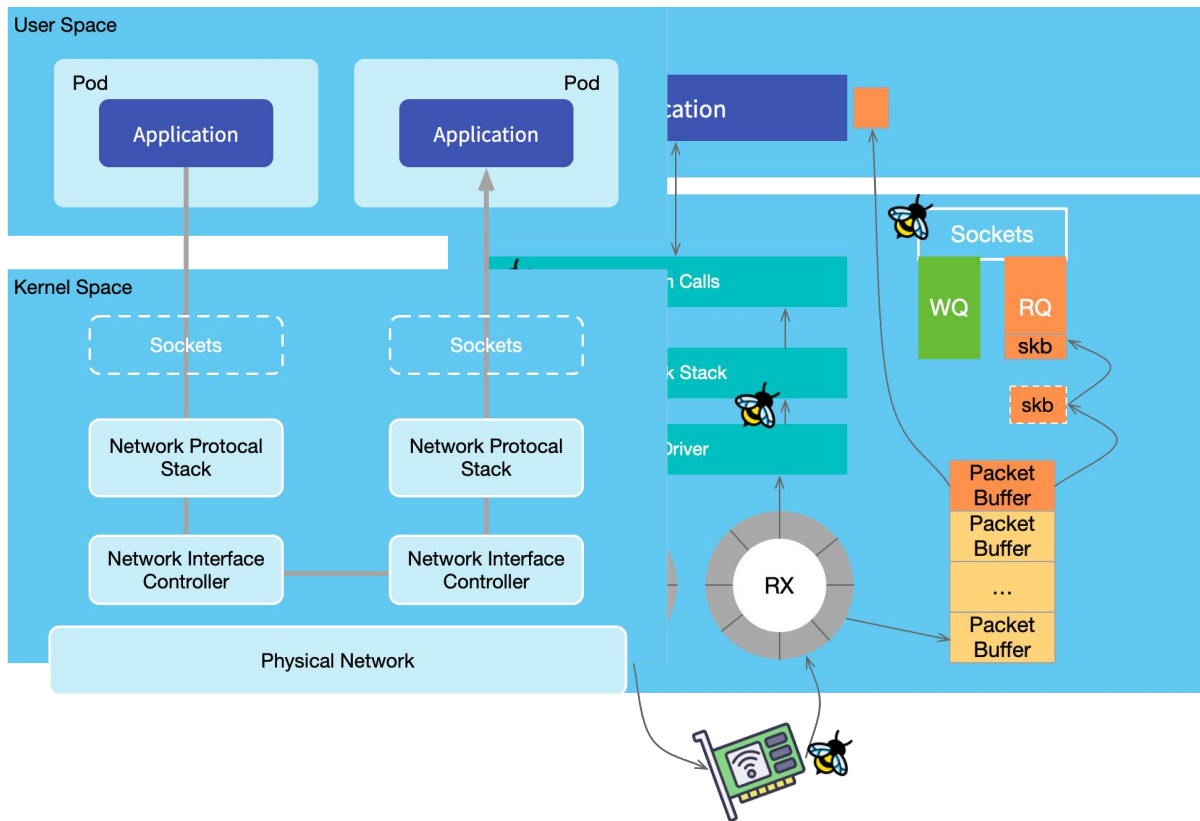 User Space
Pod
Application
Pod
Application
cation
Kernel Space
Sockets
Sockets
Network Protocal
Stack
Network Protocal
Stack
Network Interface
Controller
Network Interface
Controller
Physical Network
Calls
Stack
Driver
RX
Sockets
WQ
RQ
skb
skb
Packet
Buffer
Packet
Buffer
...
Packet
Buffer